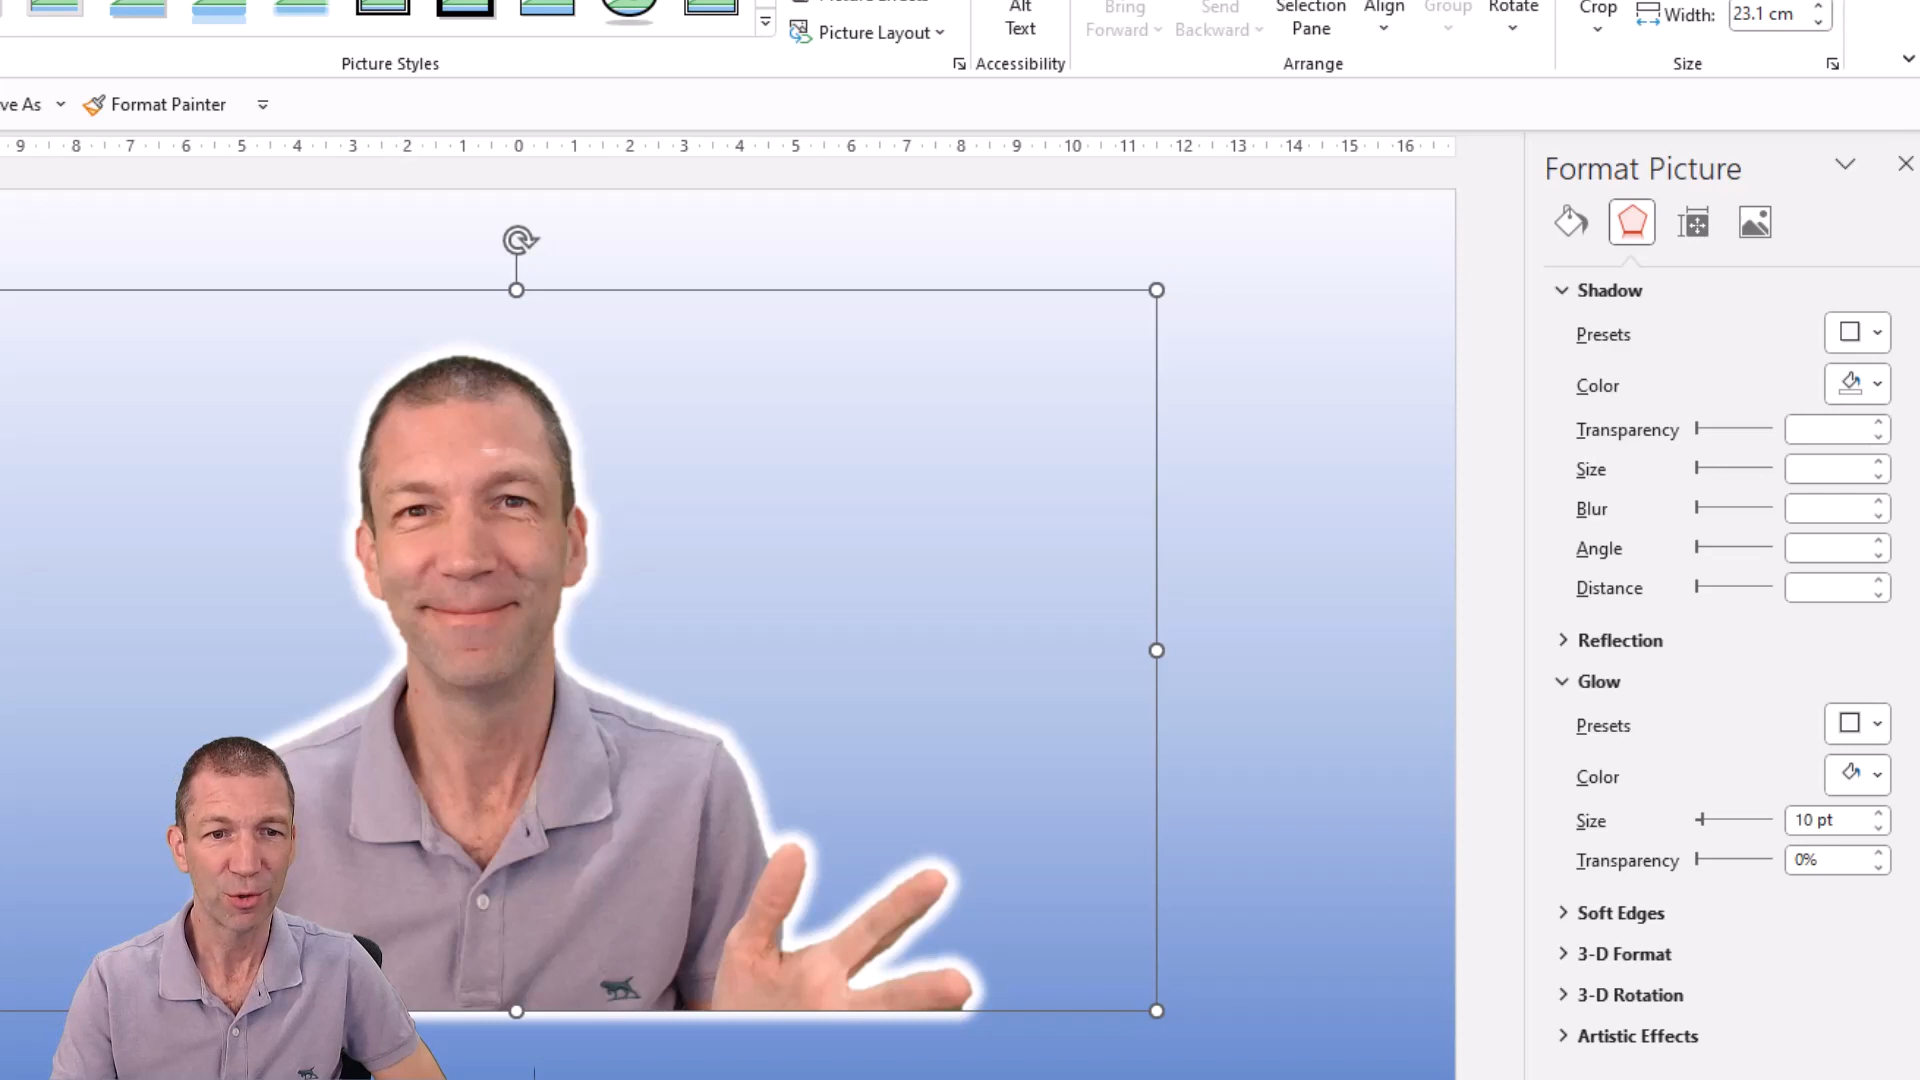 Picture Effects
Picture Layout
Alt
Text
Bring
Forward
Send
Backward
Selection
Pane
Align
Group
Rotate
Crop
Width: 23.1 cm
Picture Styles
Accessibility
Arrange
Size
ve As
Format Painter
9 8 7 6 5 4 3 2 1 0 1 2 3 4 5 6 7 8 9 10 11 12 13 14 15 16
Format Picture
Shadow
Presets
Color
Transparency
Size
Blur
Angle
Distance
Reflection
Glow
Presets
Color
Size 10 pt
Transparency 0%
Soft Edges
3-D Format
3-D Rotation
Artistic Effects